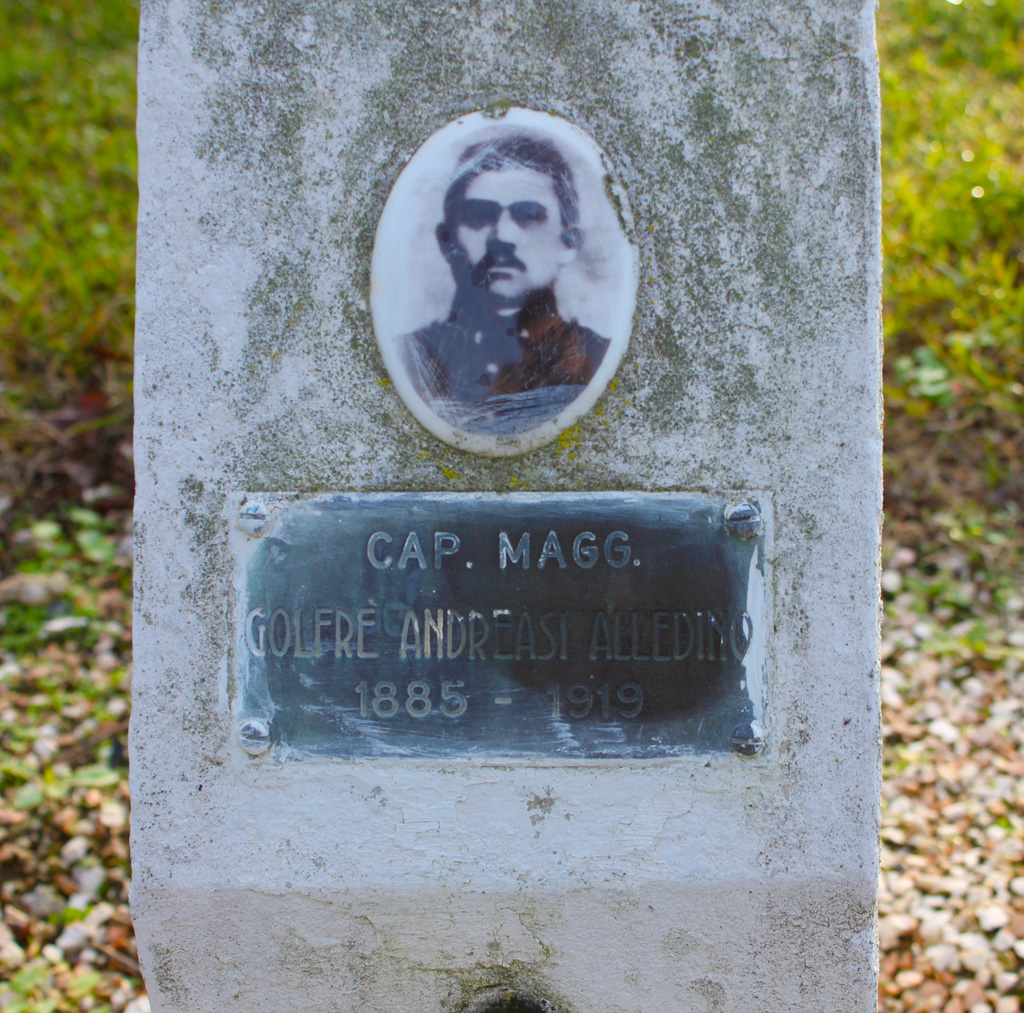 CAP. MAGG.
GOLFRÈ ANDREASI ALLEDINO
1885 - 1919